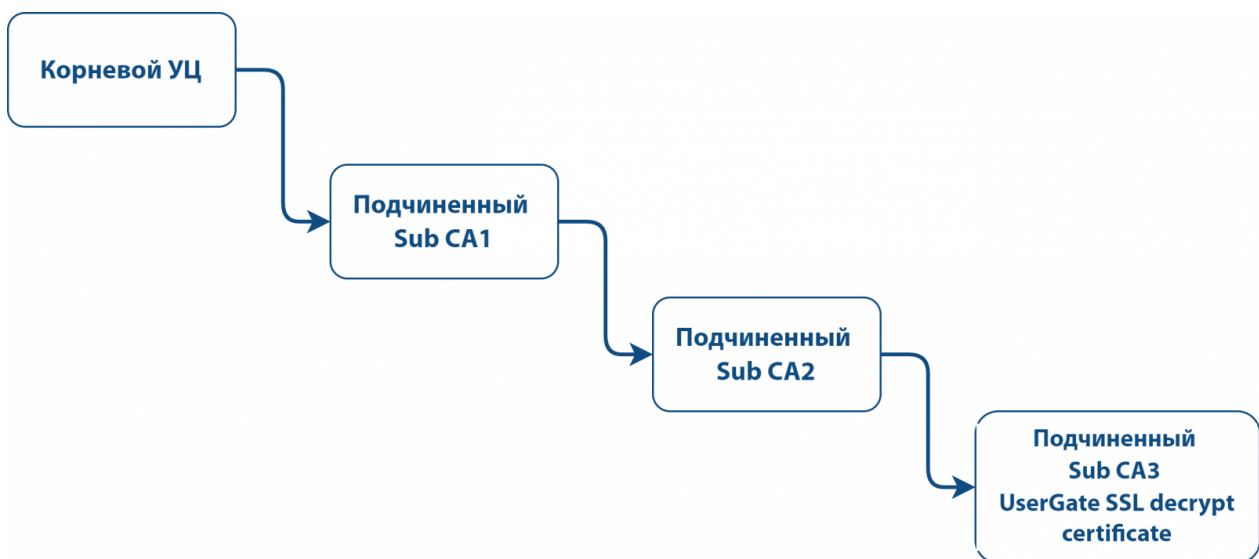 Корневой УЦ
Подчиненный
Sub CA1
Подчиненный
Sub CA2
Подчиненный
Sub CA3
UserGate SSL decrypt
certificate